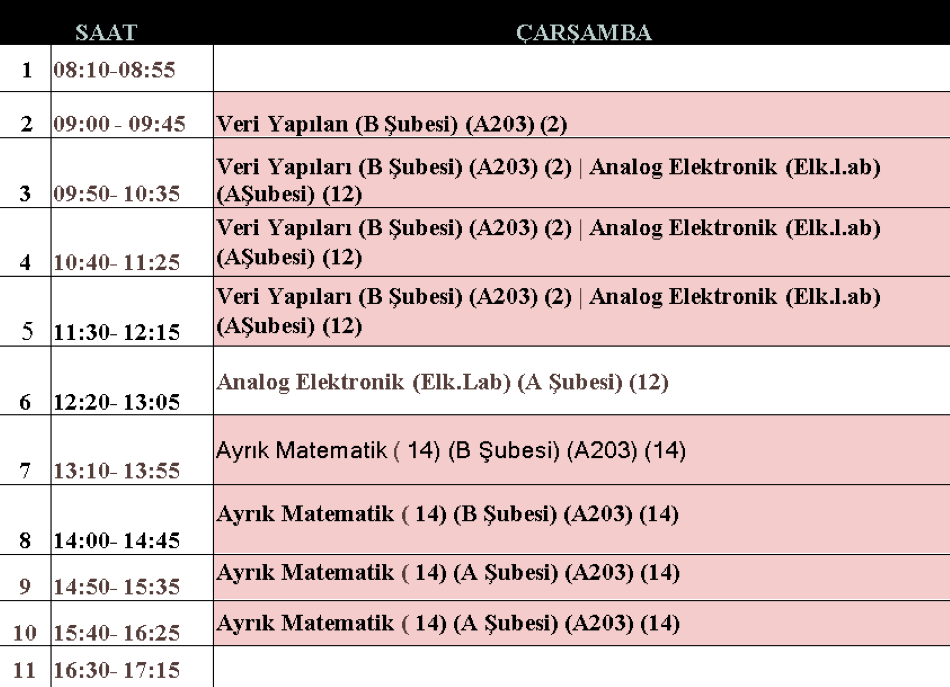 SAAT ÇARŞAMBA
1 08:10-08:55
2 09:00 - 09:45 Veri Yapılan (B Şubesi) (A203) (2)
Veri Yapıları (B Şubesi) (A203) (2) | Analog Elektronik (Elk.l.ab)
3 09:50- 10:35 (AŞubesi) (12)
Veri Yapıları (B Şubesi) (A203) (2) | Analog Elektronik (Elk.l.ab)
4 10:40- 11:25 (AŞubesi) (12)
Veri Yapıları (B Şubesi) (A203) (2) | Analog Elektronik (Elk.l.ab)
5 11:30- 12:15 (AŞubesi) (12)
6 12:20- 13:05 Analog Elektronik (Elk.Lab) (A Şubesi) (12)
7 13:10- 13:55 Ayrık Matematik ( 14) (B Şubesi) (A203) (14)
8 14:00- 14:45 Ayrık Matematik ( 14) (B Şubesi) (A203) (14)
9 14:50- 15:35 Ayrık Matematik ( 14) (A Şubesi) (A203) (14)
10 15:40- 16:25 Ayrık Matematik ( 14) (A Şubesi) (A203) (14)
11 16:30- 17:15